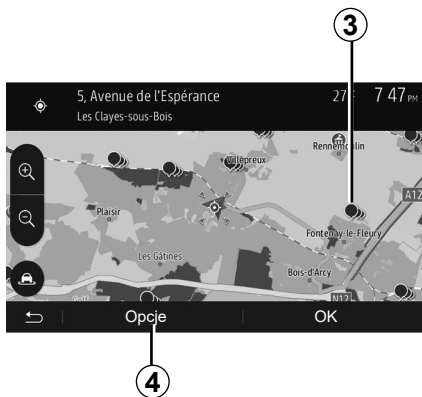 3
5, Avenue de l'Espérance
7 47 PM
Les Clayes-sous-Bois
Villepreux
A12
Plaisir
Fontenay-le-Fleury
Les Gâtines
Bois-d'Arcy
N12
Opcje
OK
4